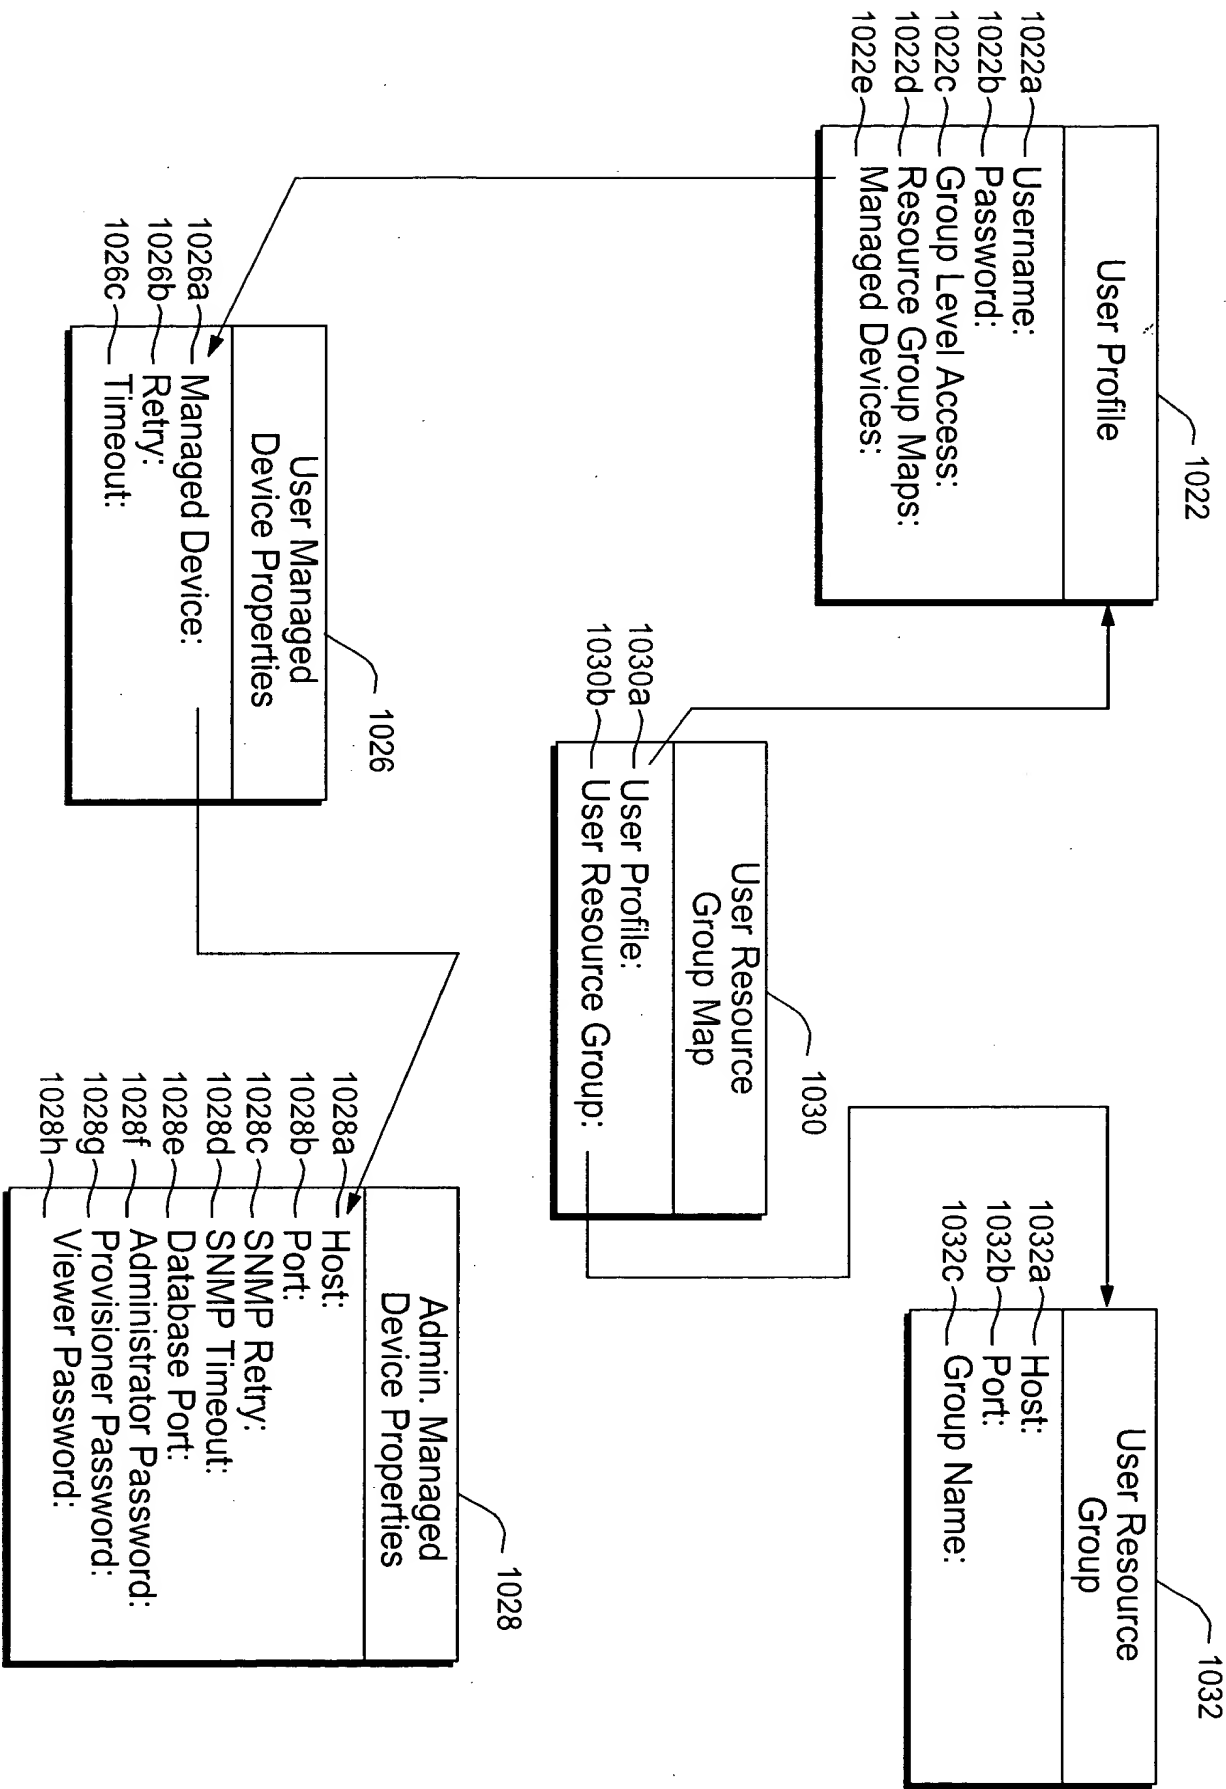 User Profile
1022
1022a Username:
1022b Password:
1022c Group Level Access:
1022d Resource Group Maps:
1022e Managed Devices:
User Resource
Group Map
1030
1030a User Profile:
1030b User Resource Group:
User Resource
Group
1032
1032a Host:
1032b Port:
1032c Group Name:
User Managed
Device Properties
1026
1026a Managed Device:
1026b Retry:
1026c Timeout:
Admin. Managed
Device Properties
1028
1028a Host:
1028b Port:
1028c SNMP Retry:
1028d SNMP Timeout:
1028e Database Port:
1028f Administrator Password:
1028g Provisioner Password:
1028h Viewer Password: